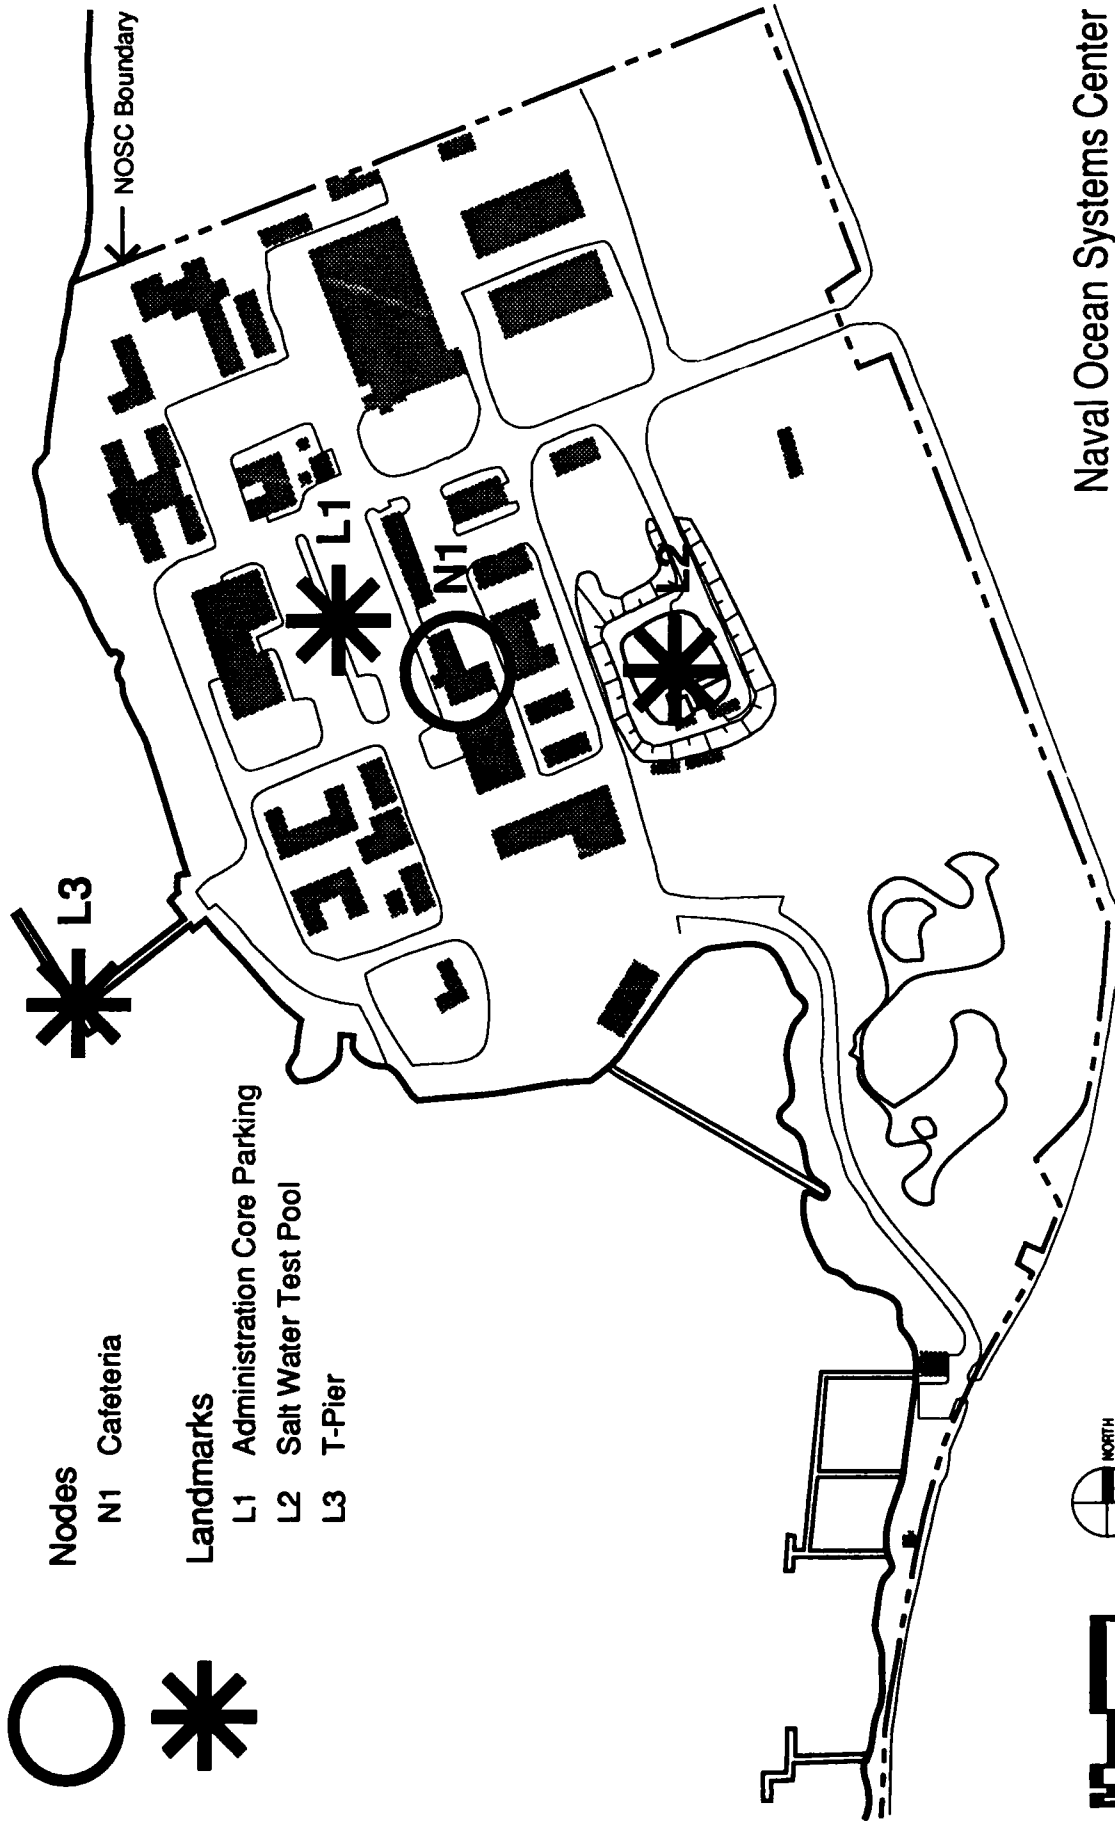 Nodes
N1 Cafeteria
Landmarks
L1 Administration Core Parking
L2 Salt Water Test Pool
L3 T-Pier
L3
L1
N1
L2
NOSC Boundary
NORTH
Naval Ocean Systems Center